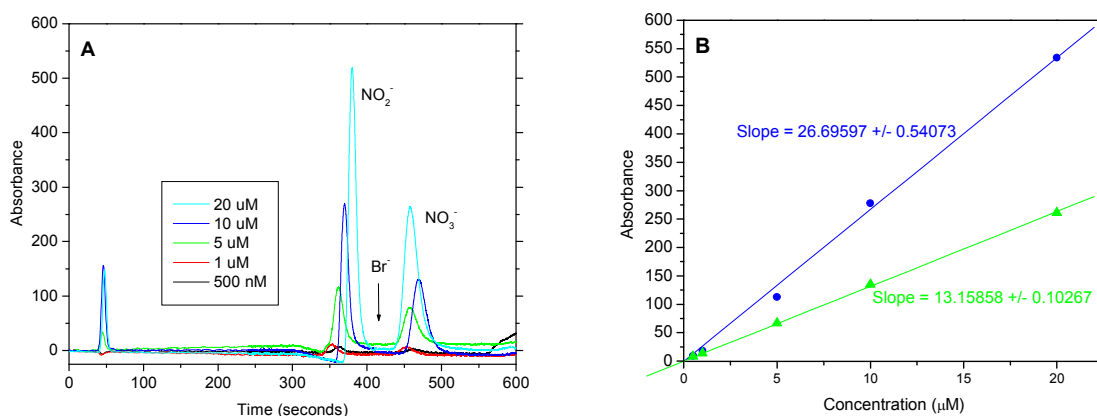 A
600
500
400
300
200
100
0
Absorbance
NO2-
Br-
NO3-
20 uM
10 uM
5 uM
1 uM
500 nM
0 100 200 300 400 500 600
Time (seconds)
B
600
550
500
450
400
350
300
250
200
150
100
50
0
Absorbance
Slope = 26.69597 +/- 0.54073
Slope = 13.15858 +/- 0.10267
0 5 10 15 20
Concentration (μM)